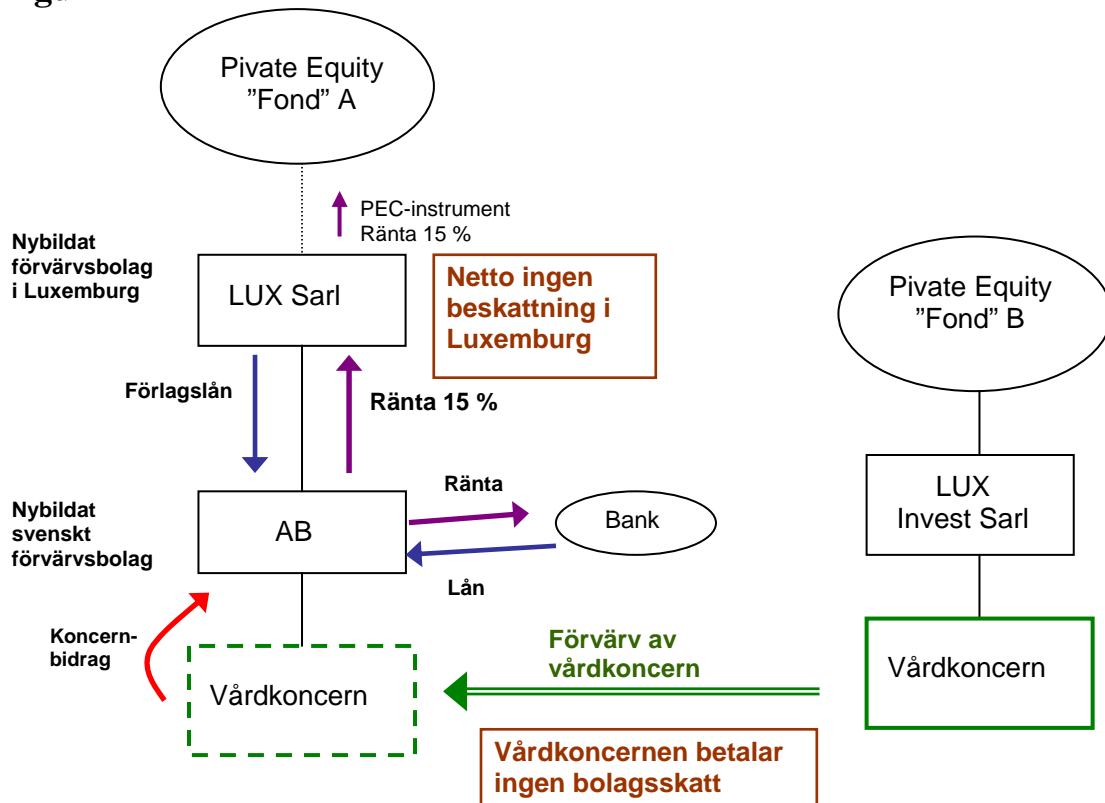 Pivate Equity
"Fond" A
PEC-instrument
Ränta 15 %
Nybildat
förvärvsbolag
i Luxemburg
LUX Sarl
Netto ingen
beskattning i
Luxemburg
Pivate Equity
"Fond" B
Förlagslån
Ränta 15 %
Nybildat
svenskt
förvärvsbolag
AB
Ränta
Bank
Lån
LUX
Invest Sarl
Koncern-
bidrag
Vårdkoncern
Förvärv av
vårdkoncern
Vårdkoncern
Vårdkoncernen betalar
ingen bolagsskatt